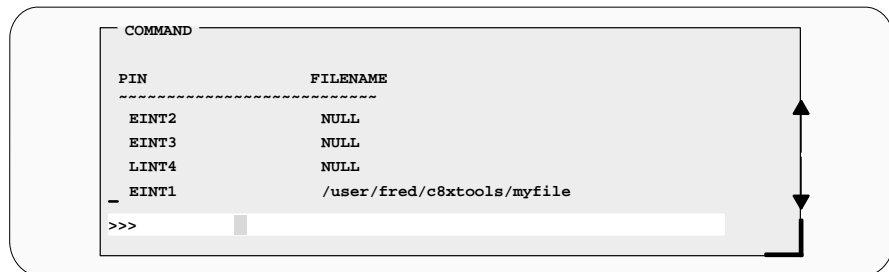 COMMAND
PIN FILENAME
~~~~~~~~~~~~~~~~~~~~~~~~~~~
EINT2 NULL
EINT3 NULL
LINT4 NULL
_ EINT1 /user/fred/c8xtools/myfile
>>>